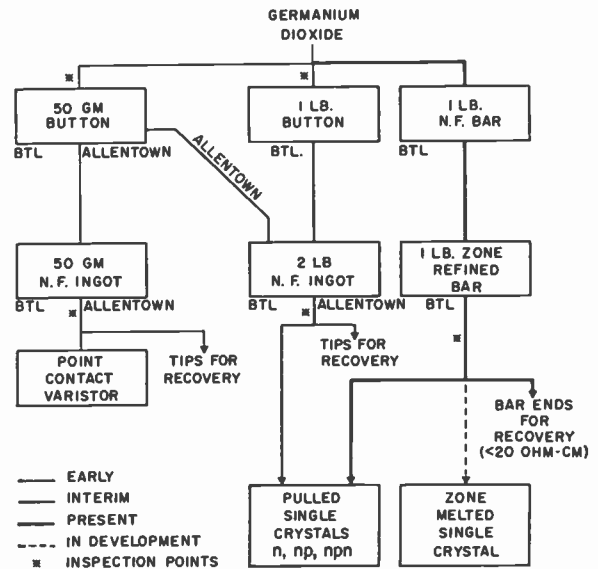 GERMANIUM
DIOXIDE
※ ※
50 GM
BUTTON
1 LB.
BUTTON
1 LB.
N.F. BAR
BTL ALLENTOWN
BTL.
BTL
ALLENTOWN
50 GM
N.F. INGOT
2 LB
N.F. INGOT
1 LB. ZONE
REFINED
BAR
BTL ALLENTOWN
BTL ALLENTOWN
BTL
※ ※ ※
POINT
CONTACT
VARISTOR
TIPS FOR
RECOVERY
TIPS FOR
RECOVERY
BAR ENDS
FOR
RECOVERY
(<20 OHM-CM)
EARLY
INTERIM
PRESENT
IN DEVELOPMENT
※ INSPECTION POINTS
PULLED
SINGLE
CRYSTALS
n, np, npn
ZONE
MELTED
SINGLE
CRYSTAL